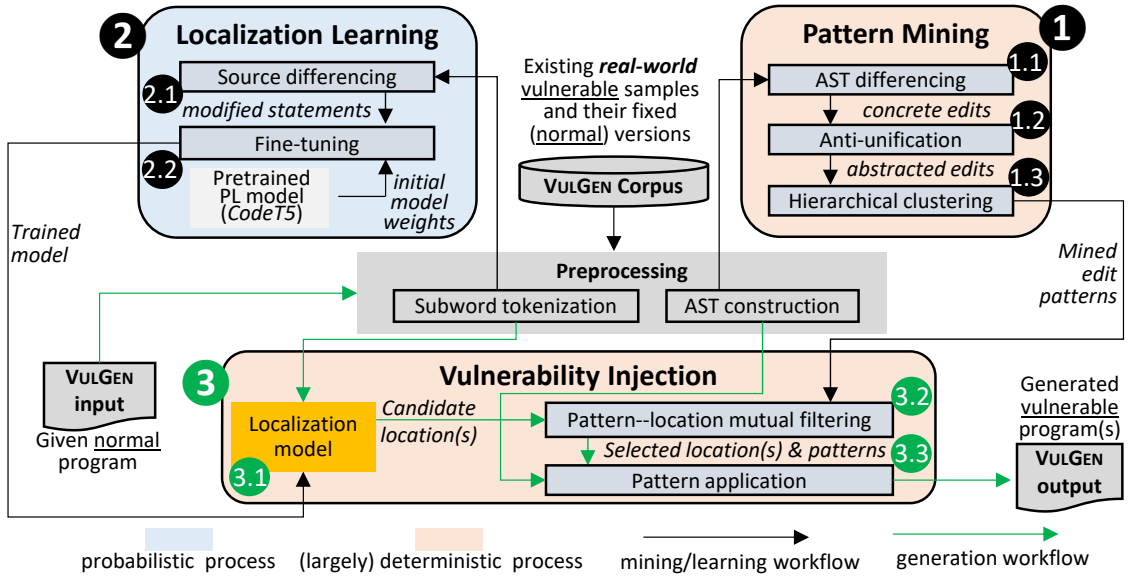 2
Localization Learning
2.1
Source differencing
modified statements
2.2
Fine-tuning
Pretrained
PL model
(CodeT5)
initial
model
weights
Trained
model
Existing real-world
vulnerable samples
and their fixed
(normal) versions
VULGEN Corpus
1
Pattern Mining
1.1
AST differencing
concrete edits
1.2
Anti-unification
abstracted edits
1.3
Hierarchical clustering
Mined
edit
patterns
Preprocessing
Subword tokenization
AST construction
VULGEN
input
Given normal
program
3
Vulnerability Injection
Localization
model
3.1
Candidate
location(s)
Pattern--location mutual filtering
3.2
Selected location(s) & patterns
3.3
Pattern application
Generated
vulnerable
program(s)
VULGEN
output
probabilistic process
(largely) deterministic process
mining/learning workflow
generation workflow